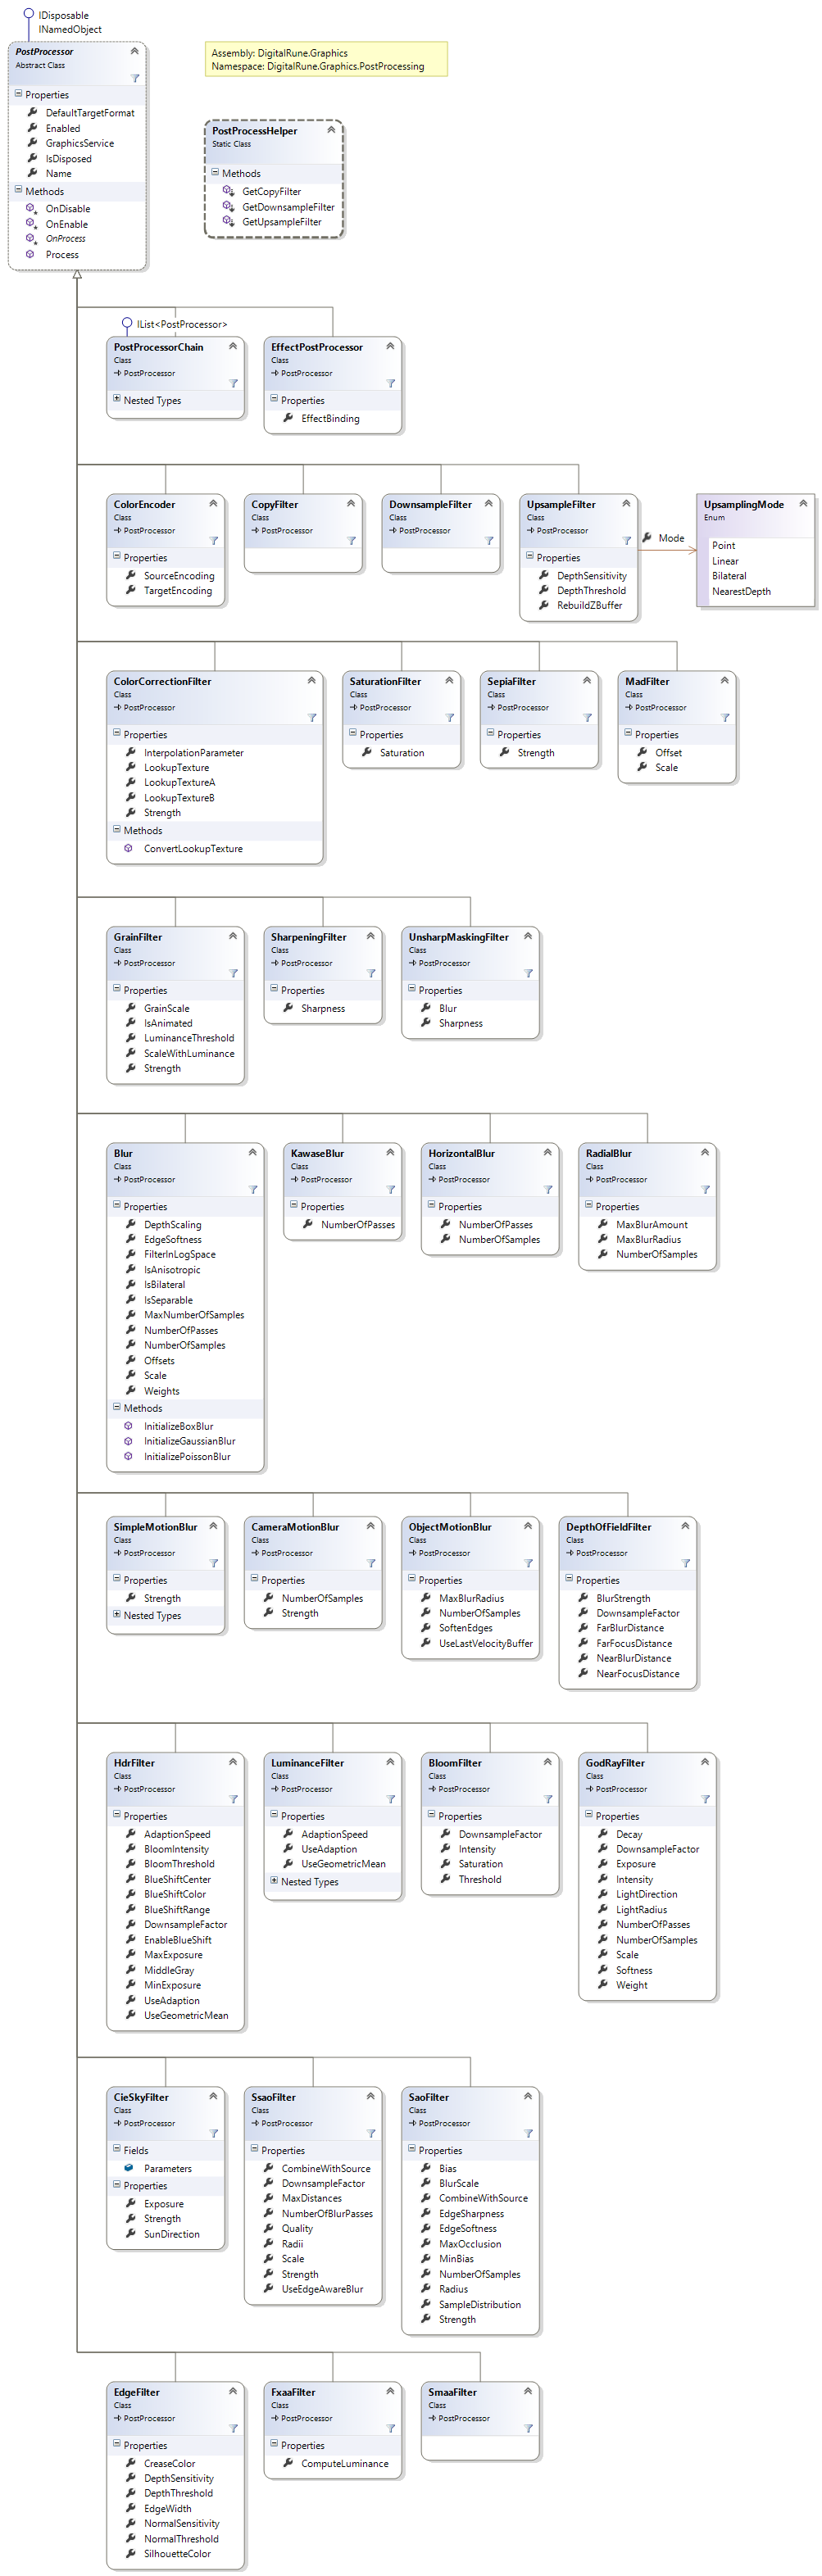 IDisposable
INamedObject
PostProcessor
Abstract Class
Properties
DefaultTargetFormat
Enabled
GraphicsService
IsDisposed
Name
Methods
OnDisable
OnEnable
OnProcess
Process
Assembly: DigitalRune.Graphics
Namespace: DigitalRune.Graphics.PostProcessing
PostProcessHelper
Static Class
Methods
GetCopyFilter
GetDownsampleFilter
GetUpsampleFilter
IList<PostProcessor>
PostProcessorChain
Class
PostProcessor
Nested Types
EffectPostProcessor
Class
PostProcessor
Properties
EffectBinding
ColorEncoder
Class
PostProcessor
Properties
SourceEncoding
TargetEncoding
CopyFilter
Class
PostProcessor
DownsampleFilter
Class
PostProcessor
UpsampleFilter
Class
PostProcessor
Properties
DepthSensitivity
DepthThreshold
RebuildZBuffer
Mode
UpsamplingMode
Enum
Point
Linear
Bilateral
NearestDepth
ColorCorrectionFilter
Class
PostProcessor
Properties
InterpolationParameter
LookupTexture
LookupTextureA
LookupTextureB
Strength
Methods
ConvertLookupTexture
SaturationFilter
Class
PostProcessor
Properties
Saturation
SepiaFilter
Class
PostProcessor
Properties
Strength
MadFilter
Class
PostProcessor
Properties
Offset
Scale
GrainFilter
Class
PostProcessor
Properties
GrainScale
IsAnimated
LuminanceThreshold
ScaleWithLuminance
Strength
SharpeningFilter
Class
PostProcessor
Properties
Sharpness
UnsharpMaskingFilter
Class
PostProcessor
Properties
Blur
Sharpness
Blur
Class
PostProcessor
Properties
DepthScaling
EdgeSoftness
FilterInLogSpace
IsAnisotropic
IsBilateral
IsSeparable
MaxNumberOfSamples
NumberOfPasses
NumberOfSamples
Offsets
Scale
Weights
Methods
InitializeBoxBlur
InitializeGaussianBlur
InitializePoissonBlur
KawaseBlur
Class
PostProcessor
Properties
NumberOfPasses
HorizontalBlur
Class
PostProcessor
Properties
NumberOfPasses
NumberOfSamples
RadialBlur
Class
PostProcessor
Properties
MaxBlurAmount
MaxBlurRadius
NumberOfSamples
SimpleMotionBlur
Class
PostProcessor
Properties
Strength
Nested Types
CameraMotionBlur
Class
PostProcessor
Properties
NumberOfSamples
Strength
ObjectMotionBlur
Class
PostProcessor
Properties
MaxBlurRadius
NumberOfSamples
SoftenEdges
UseLastVelocityBuffer
DepthOfFieldFilter
Class
PostProcessor
Properties
BlurStrength
DownsampleFactor
FarBlurDistance
FarFocusDistance
NearBlurDistance
NearFocusDistance
HdrFilter
Class
PostProcessor
Properties
AdaptionSpeed
BloomIntensity
BloomThreshold
BlueShiftCenter
BlueShiftColor
BlueShiftRange
DownsampleFactor
EnableBlueShift
MaxExposure
MiddleGray
MinExposure
UseAdaption
UseGeometricMean
LuminanceFilter
Class
PostProcessor
Properties
AdaptionSpeed
UseAdaption
UseGeometricMean
Nested Types
BloomFilter
Class
PostProcessor
Properties
DownsampleFactor
Intensity
Saturation
Threshold
GodRayFilter
Class
PostProcessor
Properties
Decay
DownsampleFactor
Exposure
Intensity
LightDirection
LightRadius
NumberOfPasses
NumberOfSamples
Scale
Softness
Weight
CieSkyFilter
Class
PostProcessor
Fields
Parameters
Properties
Exposure
Strength
SunDirection
SsaoFilter
Class
PostProcessor
Properties
CombineWithSource
DownsampleFactor
MaxDistances
NumberOfBlurPasses
Quality
Radii
Scale
Strength
UseEdgeAwareBlur
SaoFilter
Class
PostProcessor
Properties
Bias
BlurScale
CombineWithSource
EdgeSharpness
EdgeSoftness
MaxOcclusion
MinBias
NumberOfSamples
Radius
SampleDistribution
Strength
EdgeFilter
Class
PostProcessor
Properties
CreaseColor
DepthSensitivity
DepthThreshold
EdgeWidth
NormalSensitivity
NormalThreshold
SilhouetteColor
FxaaFilter
Class
PostProcessor
Properties
ComputeLuminance
SmaaFilter
Class
PostProcessor